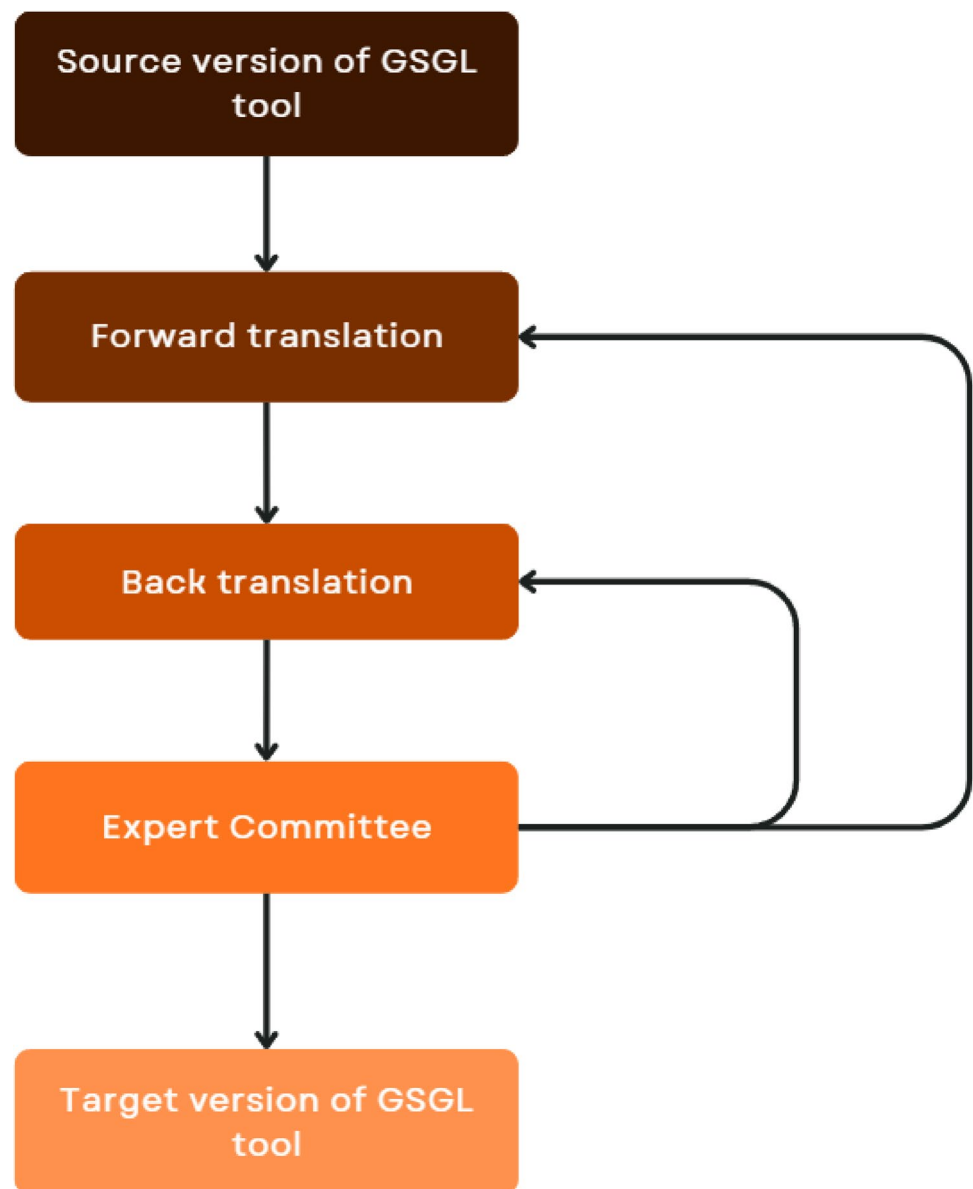 Source version of GSGL
tool
Forward translation
Back translation
Expert Committee
Target version of GSGL
tool